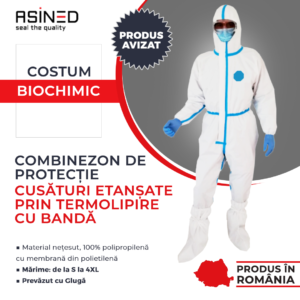 ASINED
seal the quality
PRODUS
AVIZAT
COSTUM
BIOCHIMIC
COMBINEZON DE
PROTECȚIE
CUSĂTURI ETANȘATE
PRIN TERMOLIPIRE
CU BANDĂ
• Material nețesut, 100% polipropilenă
cu membrană din polietilenă
• Mărime: de la S la 4XL
• Prevăzut cu Glugă
PRODUS ÎN
ROMÂNIA